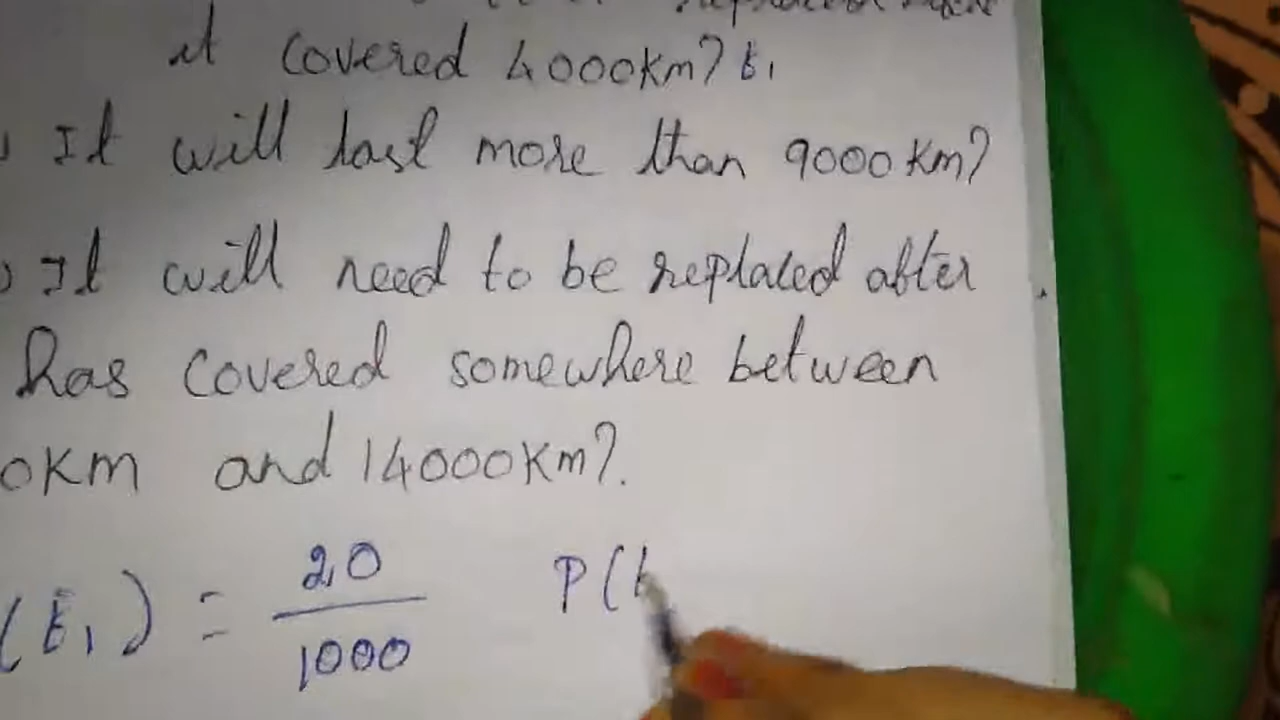 it covered 4000km? E₁
It will last more than 9000km?
It will need to be replaced after
has covered somewhere between
0km and 14000km?.
(E₁) = 20/1000 P(E